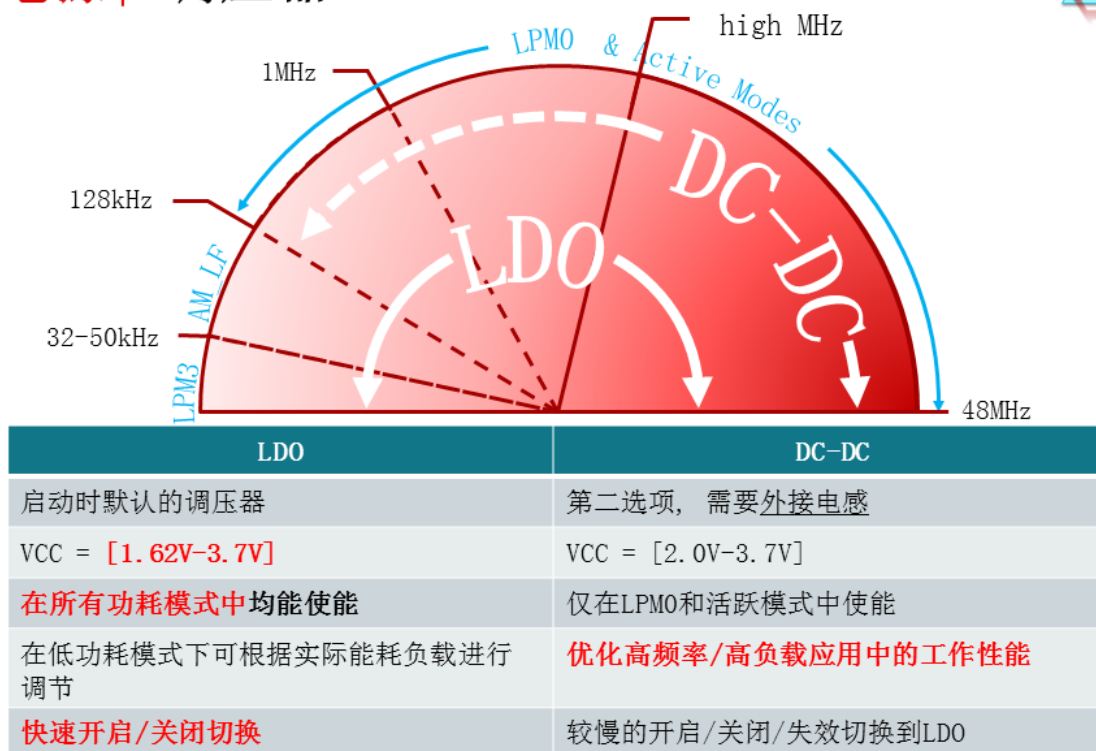 high MHz
LPM0 & Active Modes
1MHz
DC-DC
128kHz
LDO
AM_LF
32-50kHz
LPM3
48MHz
LDO
DC-DC
启动时默认的调压器
第二选项, 需要外接电感
VCC = [1.62V-3.7V]
VCC = [2.0V-3.7V]
在所有功耗模式中均能使能
仅在LPM0和活跃模式中使能
在低功耗模式下可根据实际能耗负载进行
调节
优化高频率/高负载应用中的工作性能
快速开启/关闭切换
较慢的开启/关闭/失效切换到LDO